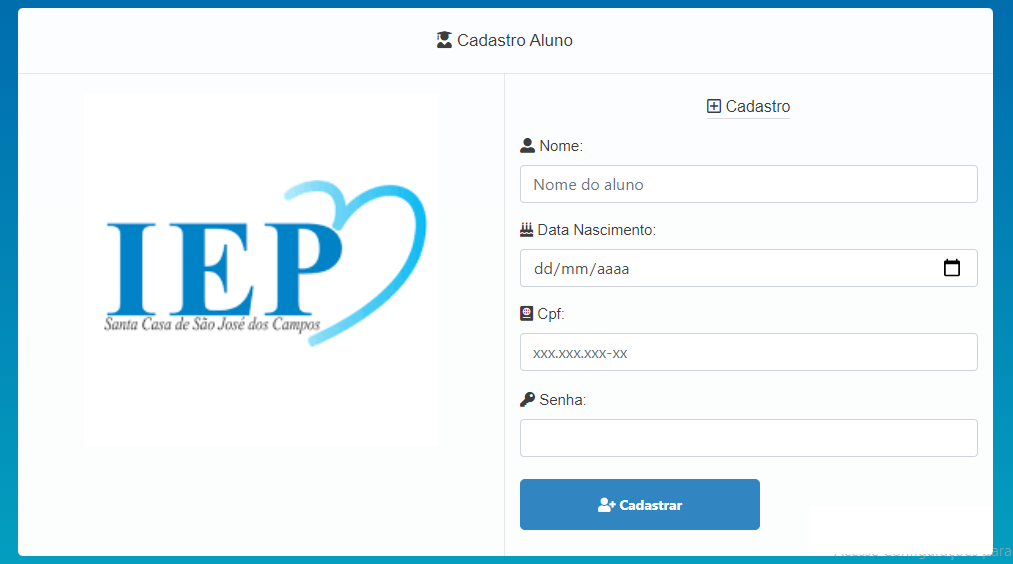 Cadastro Aluno
IEP
Santa Casa de São José dos Campos
Cadastro
Nome:
Nome do aluno
Data Nascimento:
dd/mm/aaaa
Cpf:
xxx.xxx.xxx-xx
Senha:
Cadastrar
para